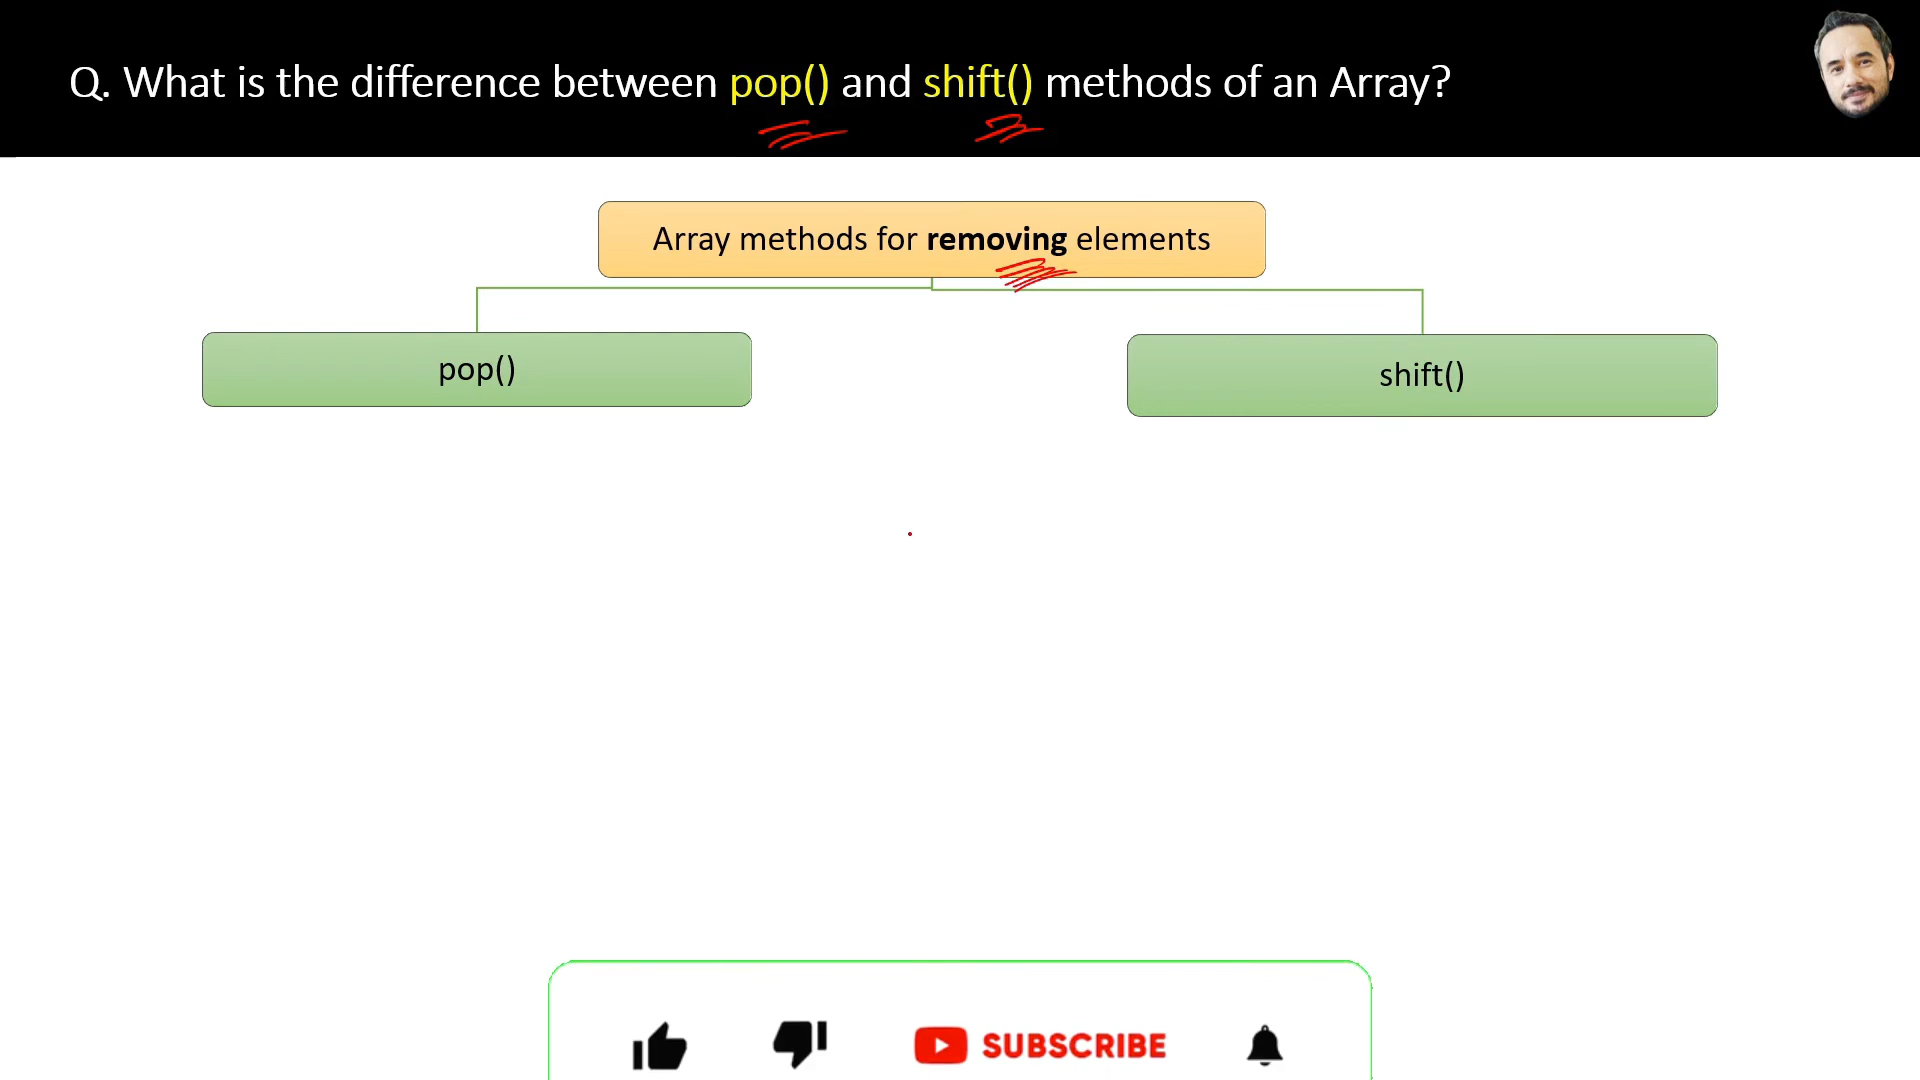 Q. What is the difference between pop() and shift() methods of an Array?
Array methods for removing elements
pop()
shift()
SUBSCRIBE